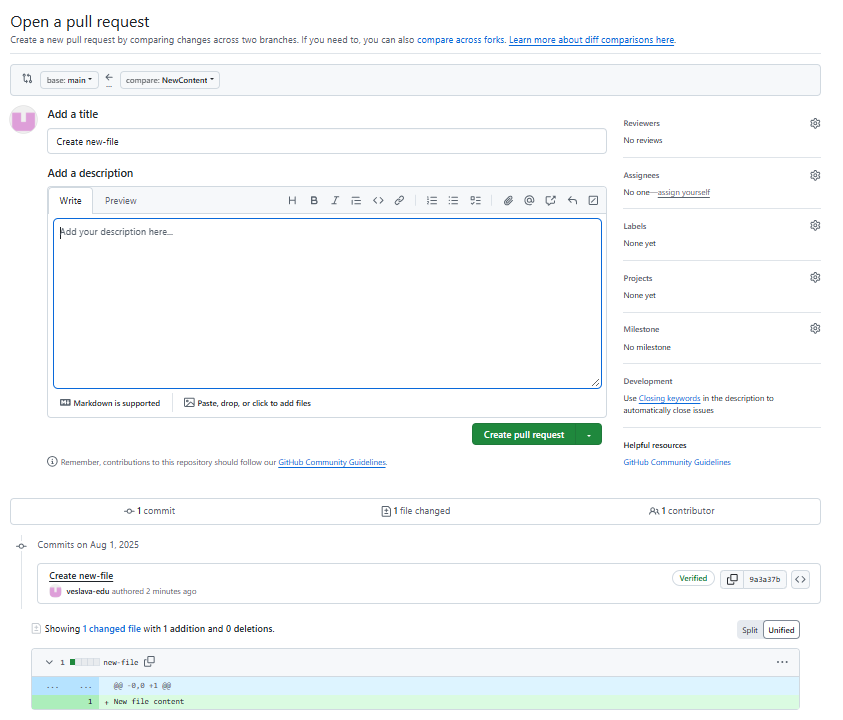 Open a pull request
Create a new pull request by comparing changes across two branches. If you need to, you can also compare across forks. Learn more about diff comparisons here.
base: main
compare: NewContent
Add a title
Create new-file
Add a description
Write Preview
Add your description here...
Markdown is supported Paste, drop, or click to add files
Create pull request
Remember, contributions to this repository should follow our GitHub Community Guidelines.
Reviewers
No reviews
Assignees
No one—assign yourself
Labels
None yet
Projects
None yet
Milestone
No milestone
Development
Use Closing keywords in the description to
automatically close issues
Helpful resources
GitHub Community Guidelines
1 commit 1 file changed 1 contributor
Commits on Aug 1, 2025
Create new-file
veslava-edu authored 2 minutes ago
Verified 9a3a37b
Showing 1 changed file with 1 addition and 0 deletions.
Split Unified
1 new-file
... ... @@ -0,0 +1 @@
1 + New file content